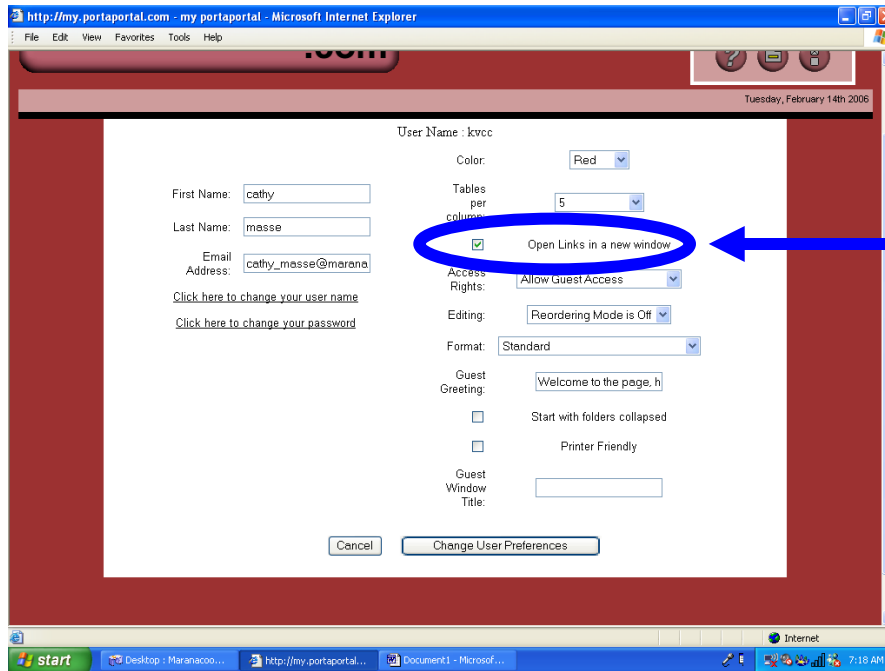 http://my.portaportal.com - my portaportal - Microsoft Internet Explorer
File Edit View Favorites Tools Help
.com
Tuesday, February 14th 2006
User Name : kvcc
Color: Red
First Name: cathy
Last Name: masse
Email Address: cathy_masse@marana
Click here to change your user name
Click here to change your password
Tables per column: 5
Open Links in a new window
Access Rights: Allow Guest Access
Editing: Reordering Mode is Off
Format: Standard
Guest Greeting: Welcome to the page, h
Start with folders collapsed
Printer Friendly
Guest Window Title:
Cancel Change User Preferences
Internet
start Desktop : Maranacoo... http://my.portaportal... Document1 - Microsof... 7:18 AM